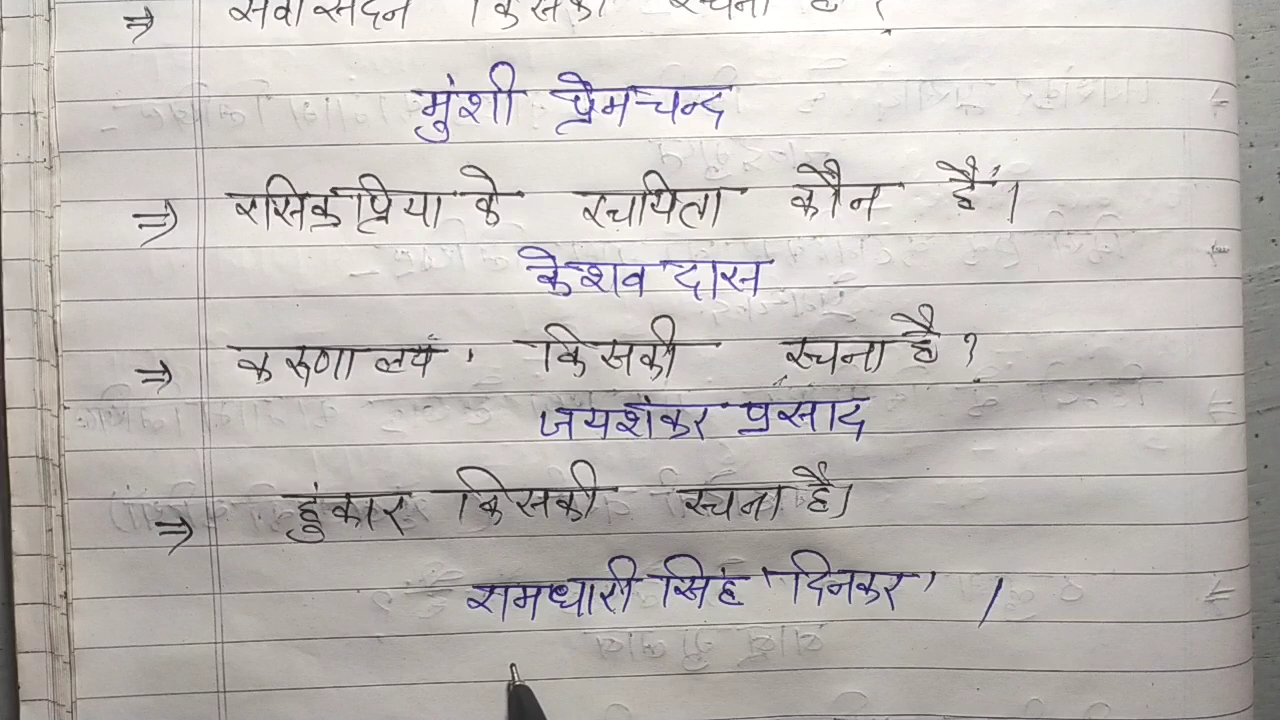 ⇒ सेवासदन किसकी रचना है ?
मुंशी प्रेमचन्द
⇒ रसिकप्रिया के रचयिता कौन हैं।
केशव दास
⇒ करुणालय ' किसकी रचना है ?
जयशंकर प्रसाद
⇒ हुंकार किसकी रचना है।
रामधारी सिंह 'दिनकर' ।